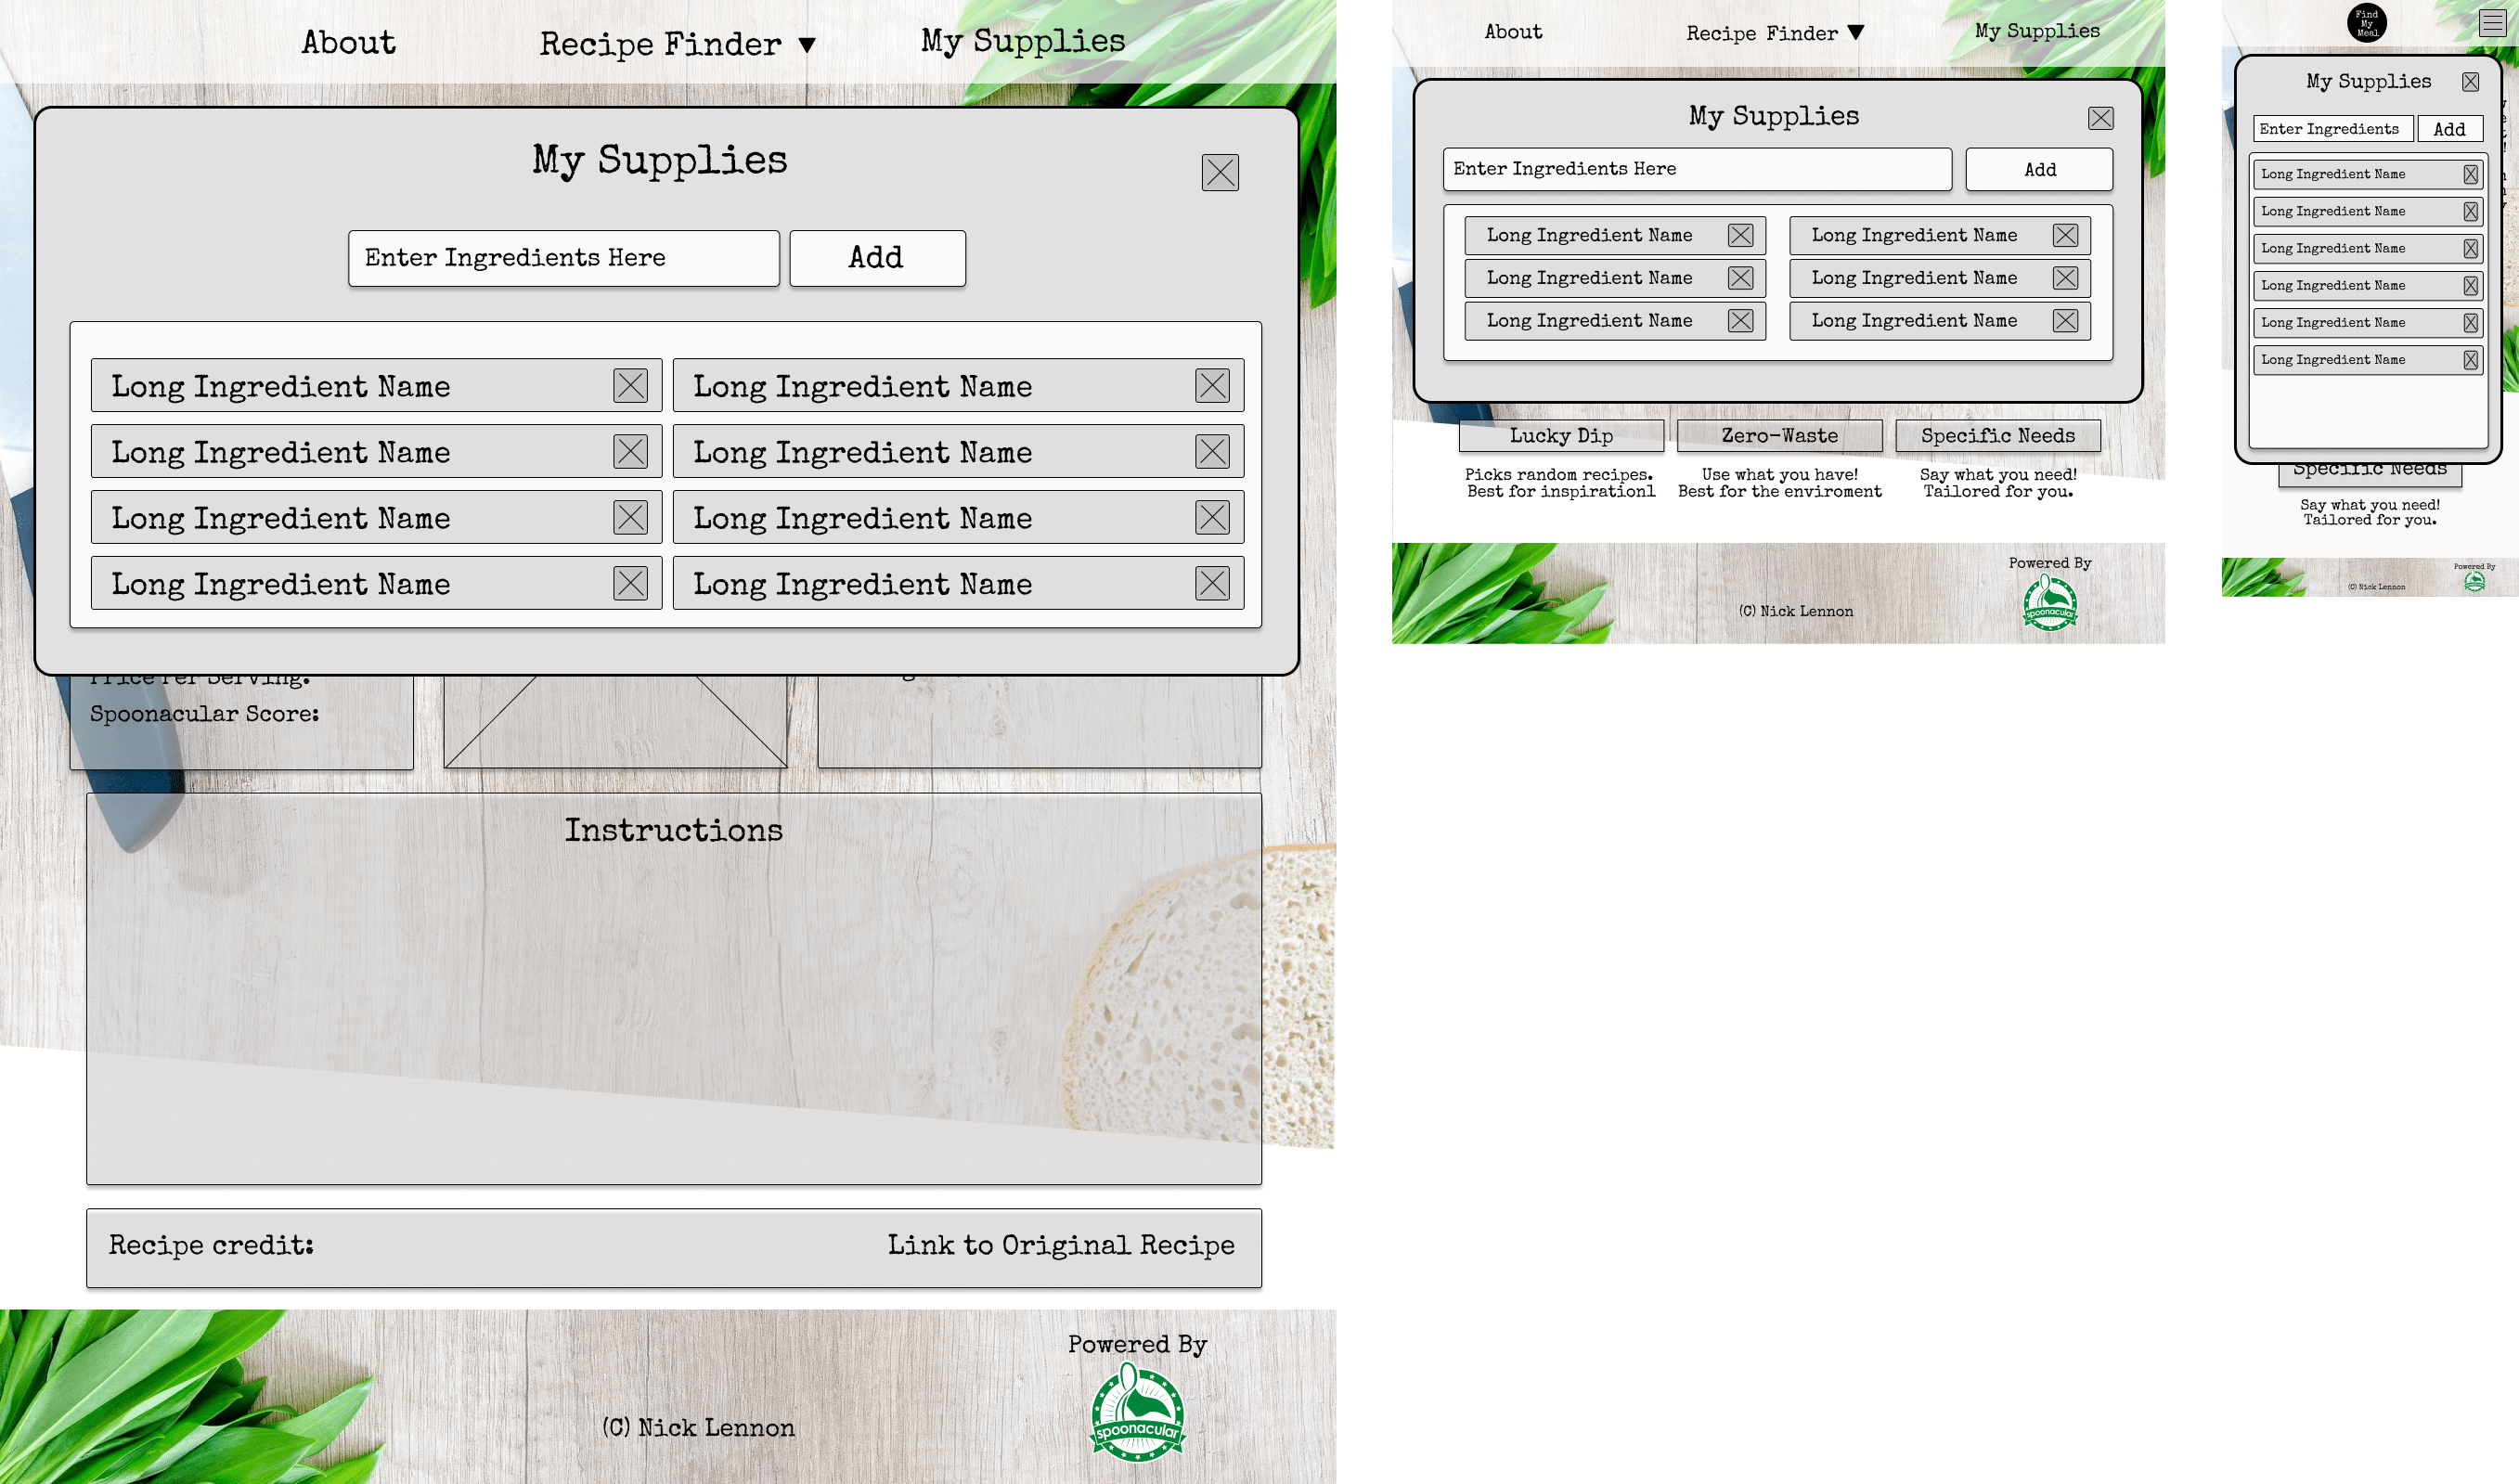 About
Recipe Finder ▼
My Supplies
My Supplies
Enter Ingredients Here
Add
Long Ingredient Name
Long Ingredient Name
Long Ingredient Name
Long Ingredient Name
Long Ingredient Name
Long Ingredient Name
Long Ingredient Name
Long Ingredient Name
Price Per Serving:
Spoonacular Score:
Instructions
Recipe credit:
Link to Original Recipe
(C) Nick Lennon
Powered By
spoonacular
About
Recipe Finder ▼
My Supplies
My Supplies
Enter Ingredients Here
Add
Long Ingredient Name
Long Ingredient Name
Long Ingredient Name
Long Ingredient Name
Long Ingredient Name
Long Ingredient Name
Lucky Dip
Picks random recipes.
Best for inspirationl
Zero-Waste
Use what you have!
Best for the enviroment
Specific Needs
Say what you need!
Tailored for you.
(C) Nick Lennon
Powered By
spoonacular
Find
My
Meal
My Supplies
Enter Ingredients
Add
Long Ingredient Name
Long Ingredient Name
Long Ingredient Name
Long Ingredient Name
Long Ingredient Name
Long Ingredient Name
Specific Needs
Say what you need!
Tailored for you.
(C) Nick Lennon
Powered By
spoonacular